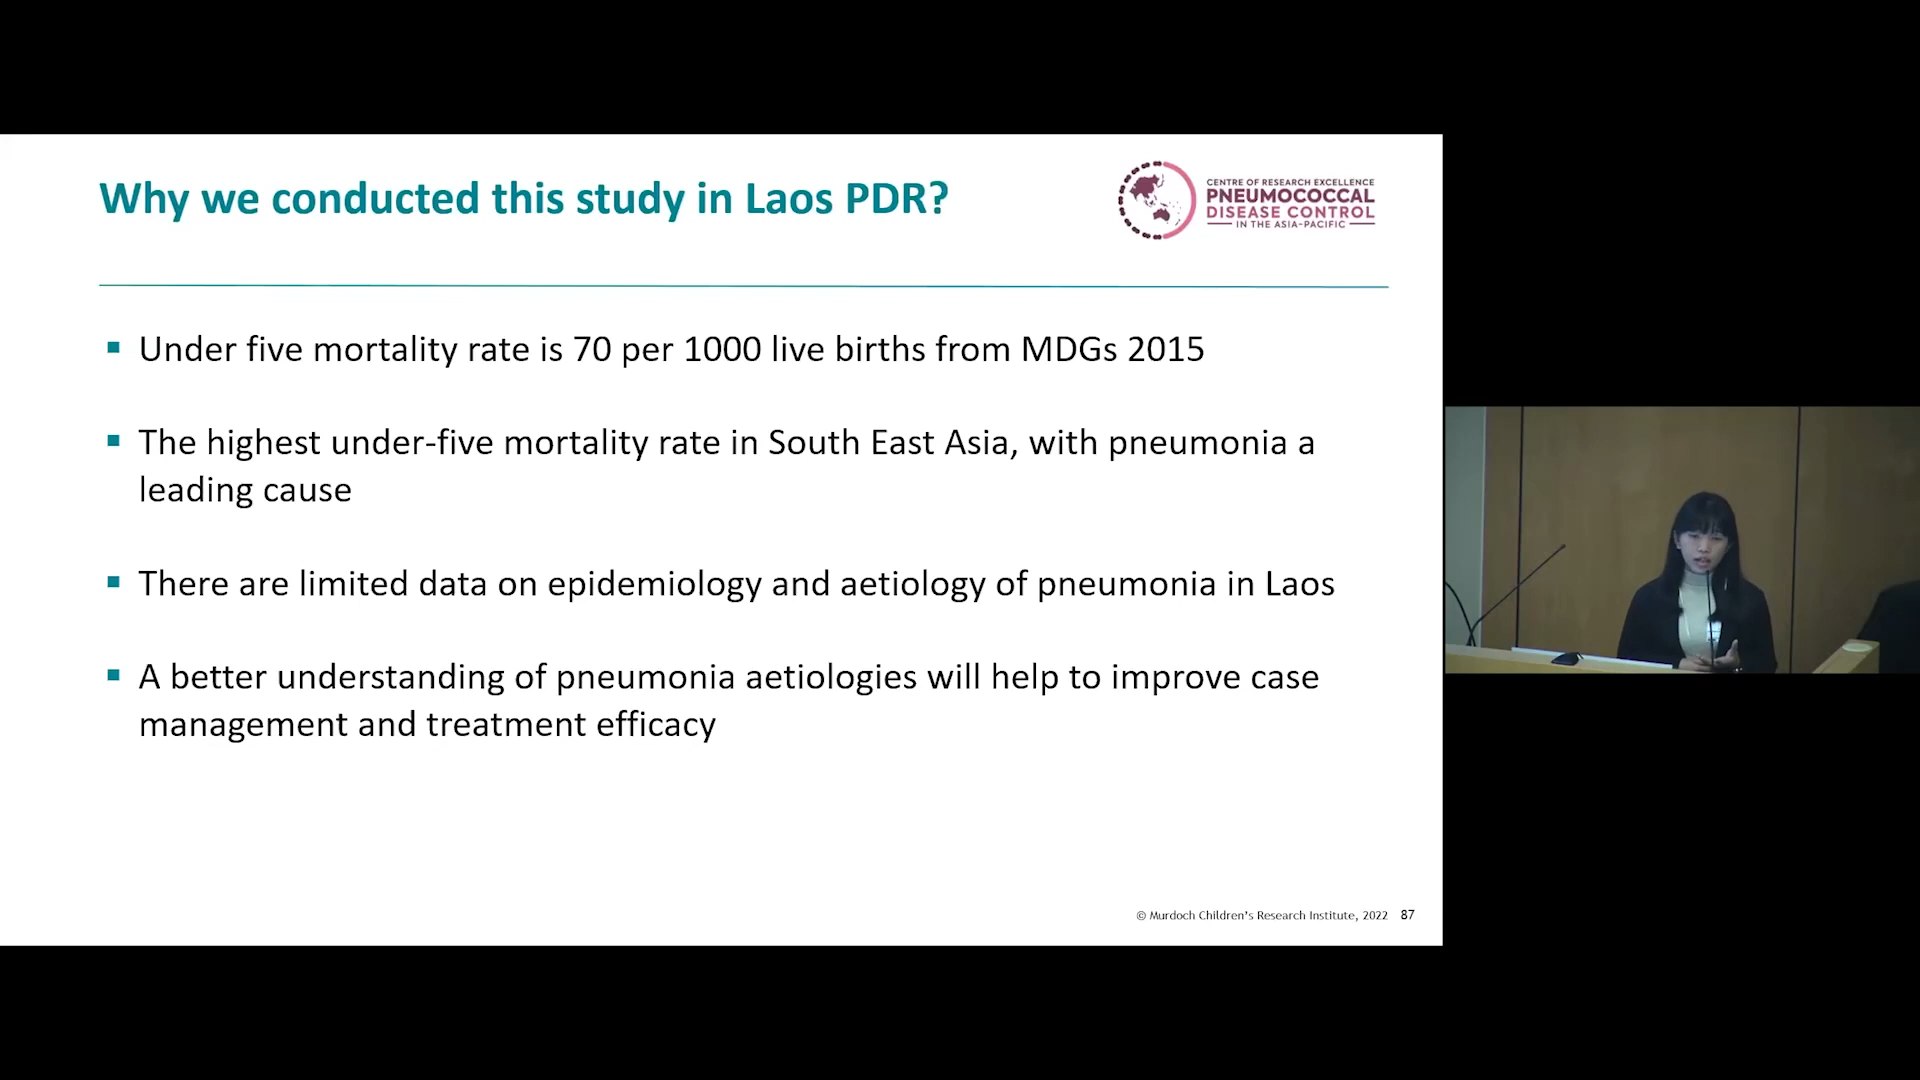 Why we conducted this study in Laos PDR?
CENTRE OF RESEARCH EXCELLENCE
PNEUMOCOCCAL
DISEASE CONTROL
IN THE ASIA-PACIFIC
▪ Under five mortality rate is 70 per 1000 live births from MDGs 2015
▪ The highest under-five mortality rate in South East Asia, with pneumonia a
leading cause
▪ There are limited data on epidemiology and aetiology of pneumonia in Laos
▪ A better understanding of pneumonia aetiologies will help to improve case
management and treatment efficacy
© Murdoch Children's Research Institute, 2022 87